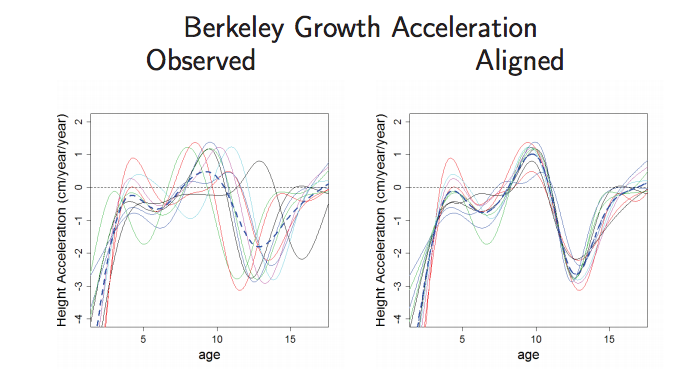 Berkeley Growth Acceleration
Observed
Aligned
Height Acceleration (cm/year/year)
2
1
0
-1
-2
-3
-4
5
10
15
age
Height Acceleration (cm/year/year)
2
1
0
-1
-2
-3
-4
5
10
15
age